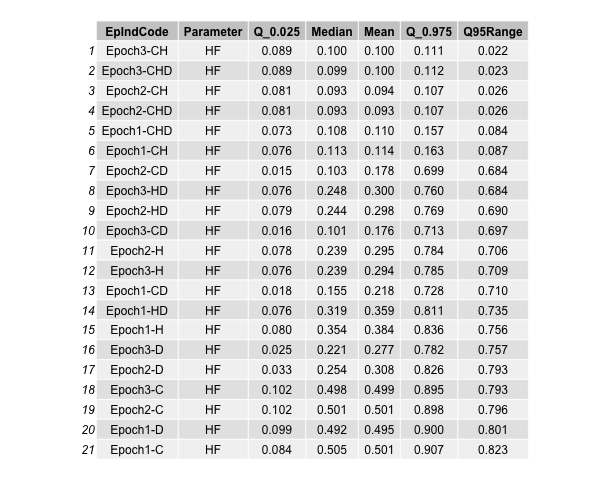 EpIndCode Parameter Q_0.025 Median Mean Q_0.975 Q95Range
1 Epoch3-CH HF 0.089 0.100 0.100 0.111 0.022
2 Epoch3-CHD HF 0.089 0.099 0.100 0.112 0.023
3 Epoch2-CH HF 0.081 0.093 0.094 0.107 0.026
4 Epoch2-CHD HF 0.081 0.093 0.093 0.107 0.026
5 Epoch1-CHD HF 0.073 0.108 0.110 0.157 0.084
6 Epoch1-CH HF 0.076 0.113 0.114 0.163 0.087
7 Epoch2-CD HF 0.015 0.103 0.178 0.699 0.684
8 Epoch3-HD HF 0.076 0.248 0.300 0.760 0.684
9 Epoch2-HD HF 0.079 0.244 0.298 0.769 0.690
10 Epoch3-CD HF 0.016 0.101 0.176 0.713 0.697
11 Epoch2-H HF 0.078 0.239 0.295 0.784 0.706
12 Epoch3-H HF 0.076 0.239 0.294 0.785 0.709
13 Epoch1-CD HF 0.018 0.155 0.218 0.728 0.710
14 Epoch1-HD HF 0.076 0.319 0.359 0.811 0.735
15 Epoch1-H HF 0.080 0.354 0.384 0.836 0.756
16 Epoch3-D HF 0.025 0.221 0.277 0.782 0.757
17 Epoch2-D HF 0.033 0.254 0.308 0.826 0.793
18 Epoch3-C HF 0.102 0.498 0.499 0.895 0.793
19 Epoch2-C HF 0.102 0.501 0.501 0.898 0.796
20 Epoch1-D HF 0.099 0.492 0.495 0.900 0.801
21 Epoch1-C HF 0.084 0.505 0.501 0.907 0.823